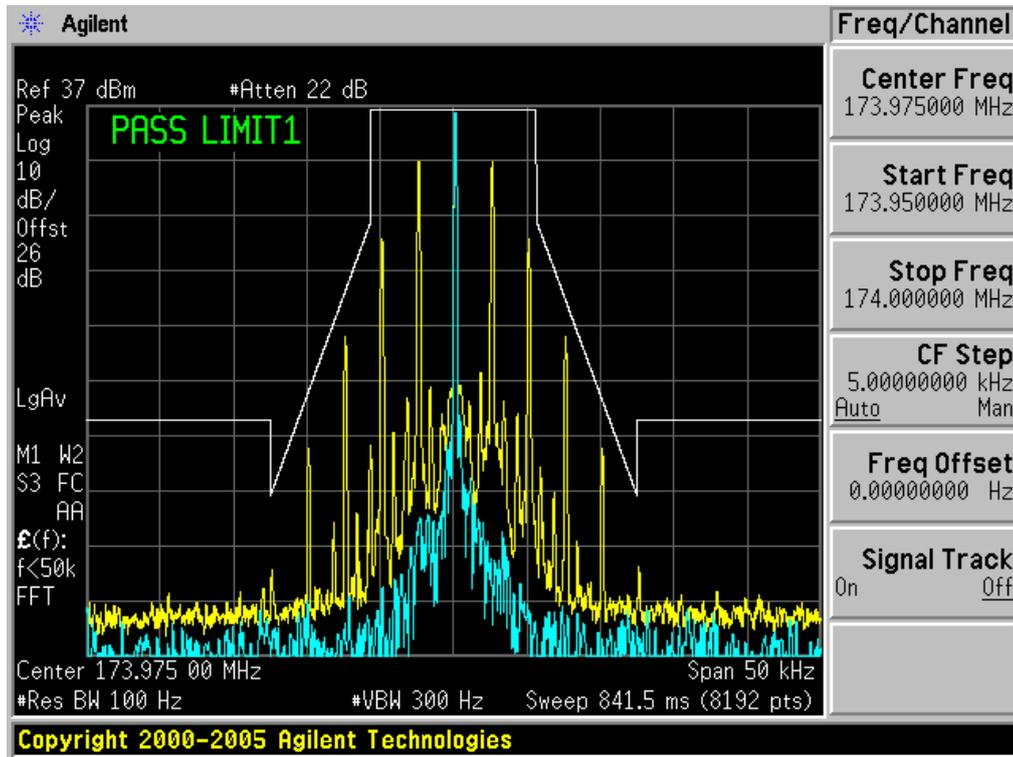 Agilent
Freq/Channel
Ref 37 dBm #Atten 22 dB
Peak
Log
10
dB/
Offst
26
dB
PASS LIMIT1
LgAv
M1 W2
S3 FC
AA
£(f):
f<50k
FFT
Center 173.975 00 MHz Span 50 kHz
#Res BW 100 Hz #VBW 300 Hz Sweep 841.5 ms (8192 pts)
Center Freq
173.975000 MHz
Start Freq
173.950000 MHz
Stop Freq
174.000000 MHz
CF Step
5.00000000 kHz
Auto Man
Freq Offset
0.00000000 Hz
Signal Track
On Off
Copyright 2000-2005 Agilent Technologies